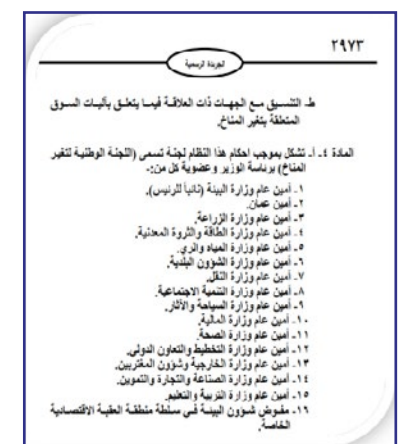 ٢٩٧٣
الجريدة الرسمية
ط- التنسيق مع الجهات ذات العلاقة فيما يتعلق بآليات السوق
المتعلقة بتغير المناخ.
المادة ٤- أ- تشكل بموجب احكام هذا النظام لجنة تسمى (اللجنة الوطنية لتغير
المناخ) برئاسة الوزير وعضوية كل من:-
١- أمين عام وزارة البيئة (نائباً للرئيس).
٢- أمين عمان.
٣- أمين عام وزارة الزراعة.
٤- أمين عام وزارة الطاقة والثروة المعدنية.
٥- أمين عام وزارة المياه والري.
٦- أمين عام وزارة الشؤون البلدية.
٧- أمين عام وزارة النقل.
٨- أمين عام وزارة التنمية الاجتماعية.
٩- أمين عام وزارة السياحة والآثار.
١٠- أمين عام وزارة المالية.
١١- أمين عام وزارة الصحة.
١٢- أمين عام وزارة التخطيط والتعاون الدولي.
١٣- أمين عام وزارة الخارجية وشؤون المغتربين.
١٤- أمين عام وزارة الصناعة والتجارة والتموين.
١٥- أمين عام وزارة التربية والتعليم.
١٦- مفوض شؤون البيئة في سلطة منطقة العقبة الاقتصادية
الخاصة.